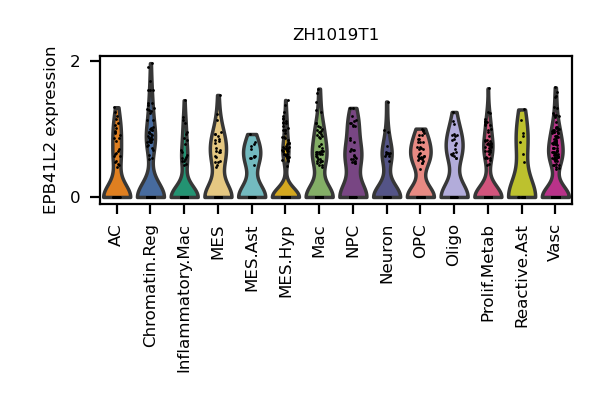 ZH1019T1
EPB41L2 expression
2
0
AC
Chromatin.Reg
Inflammatory.Mac
MES
MES.Ast
MES.Hyp
Mac
NPC
Neuron
OPC
Oligo
Prolif.Metab
Reactive.Ast
Vasc